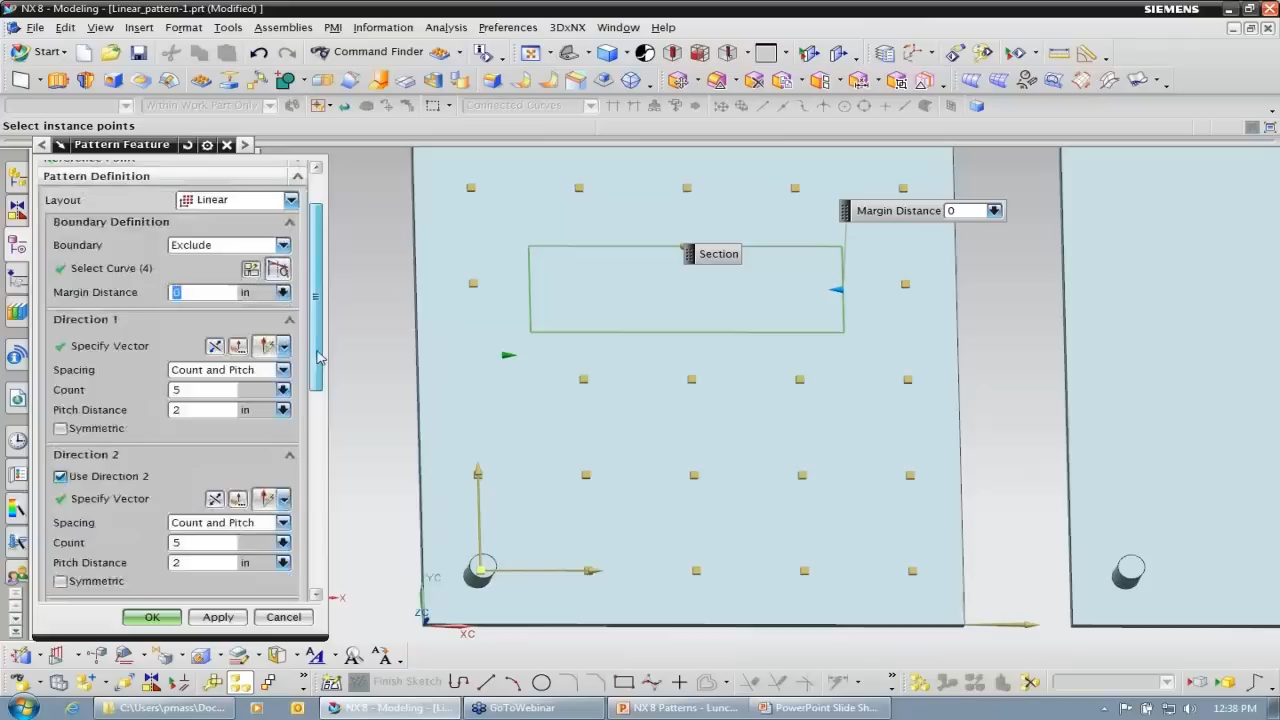 NX 8 - Modeling - [Linear_pattern-1.prt (Modified) ]
SIEMENS
File Edit View Insert Format Tools Assemblies PMI Information Analysis Preferences 3DxNX Window Help
Start
Command Finder
Within Work Part Only
Connected Curves
Select instance points
Pattern Feature
Pattern Definition
Layout Linear
Boundary Definition
Boundary Exclude
Select Curve (4)
Margin Distance 0 in
Direction 1
Specify Vector
Spacing Count and Pitch
Count 5
Pitch Distance 2 in
Symmetric
Direction 2
Use Direction 2
Specify Vector
Spacing Count and Pitch
Count 5
Pitch Distance 2 in
Symmetric
OK Apply Cancel
Margin Distance 0
Section
YC
ZC
XC
X
Finish Sketch
C:\Users\pmass\Doc...
NX 8 - Modeling - [Li...
GoToWebinar
NX 8 Patterns - Lunc...
PowerPoint Slide Sh...
12:38 PM